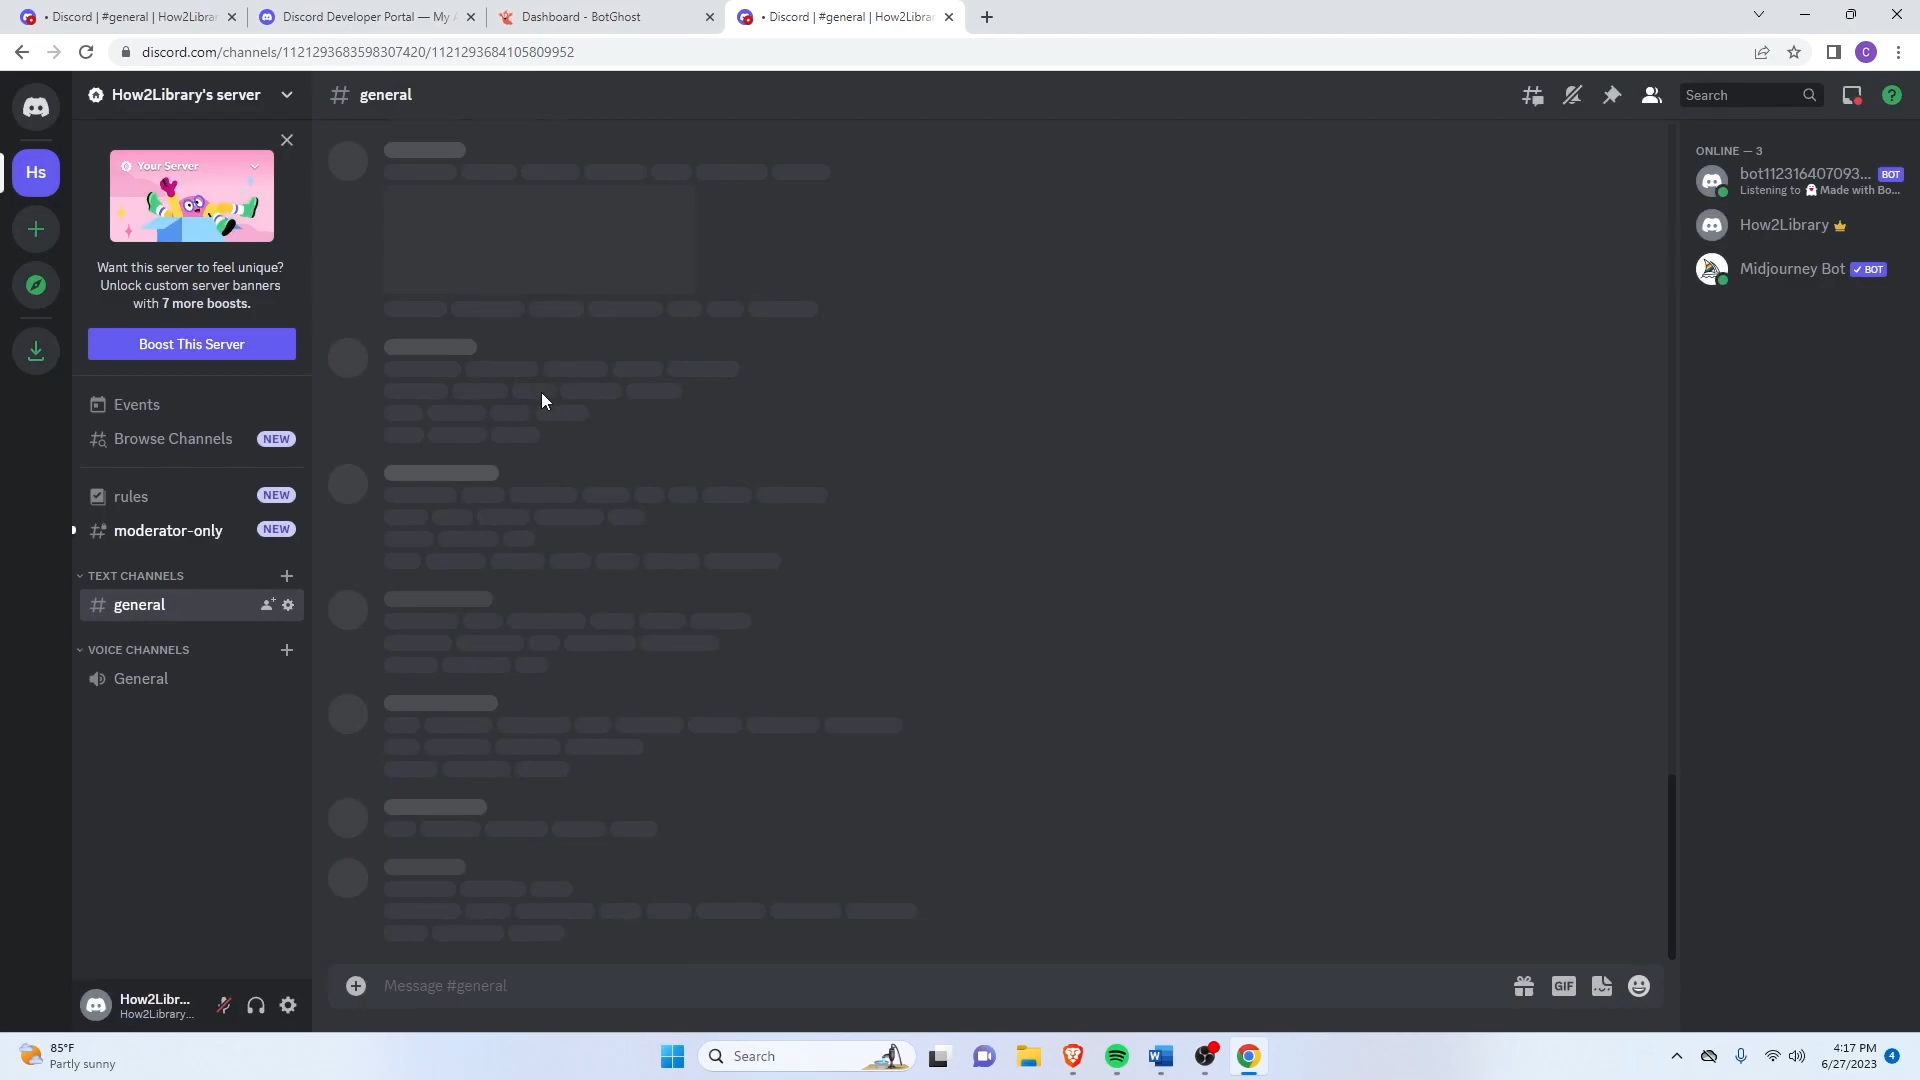 • Discord | #general | How2Librar
Discord Developer Portal — My A
Dashboard - BotGhost
• Discord | #general | How2Librar
discord.com/channels/1121293683598307420/1121293684105809952
C
How2Library's server
general
Search
Hs
Your Server
Want this server to feel unique?
Unlock custom server banners
with 7 more boosts.
Boost This Server
Events
Browse Channels NEW
rules NEW
moderator-only NEW
TEXT CHANNELS
general
VOICE CHANNELS
General
ONLINE — 3
bot112316407093... BOT
Listening to Made with Bo...
How2Library
Midjourney Bot ✓ BOT
Message #general
GIF
How2Libr...
How2Library...
85°F
Partly sunny
Search
4:17 PM
6/27/2023
4